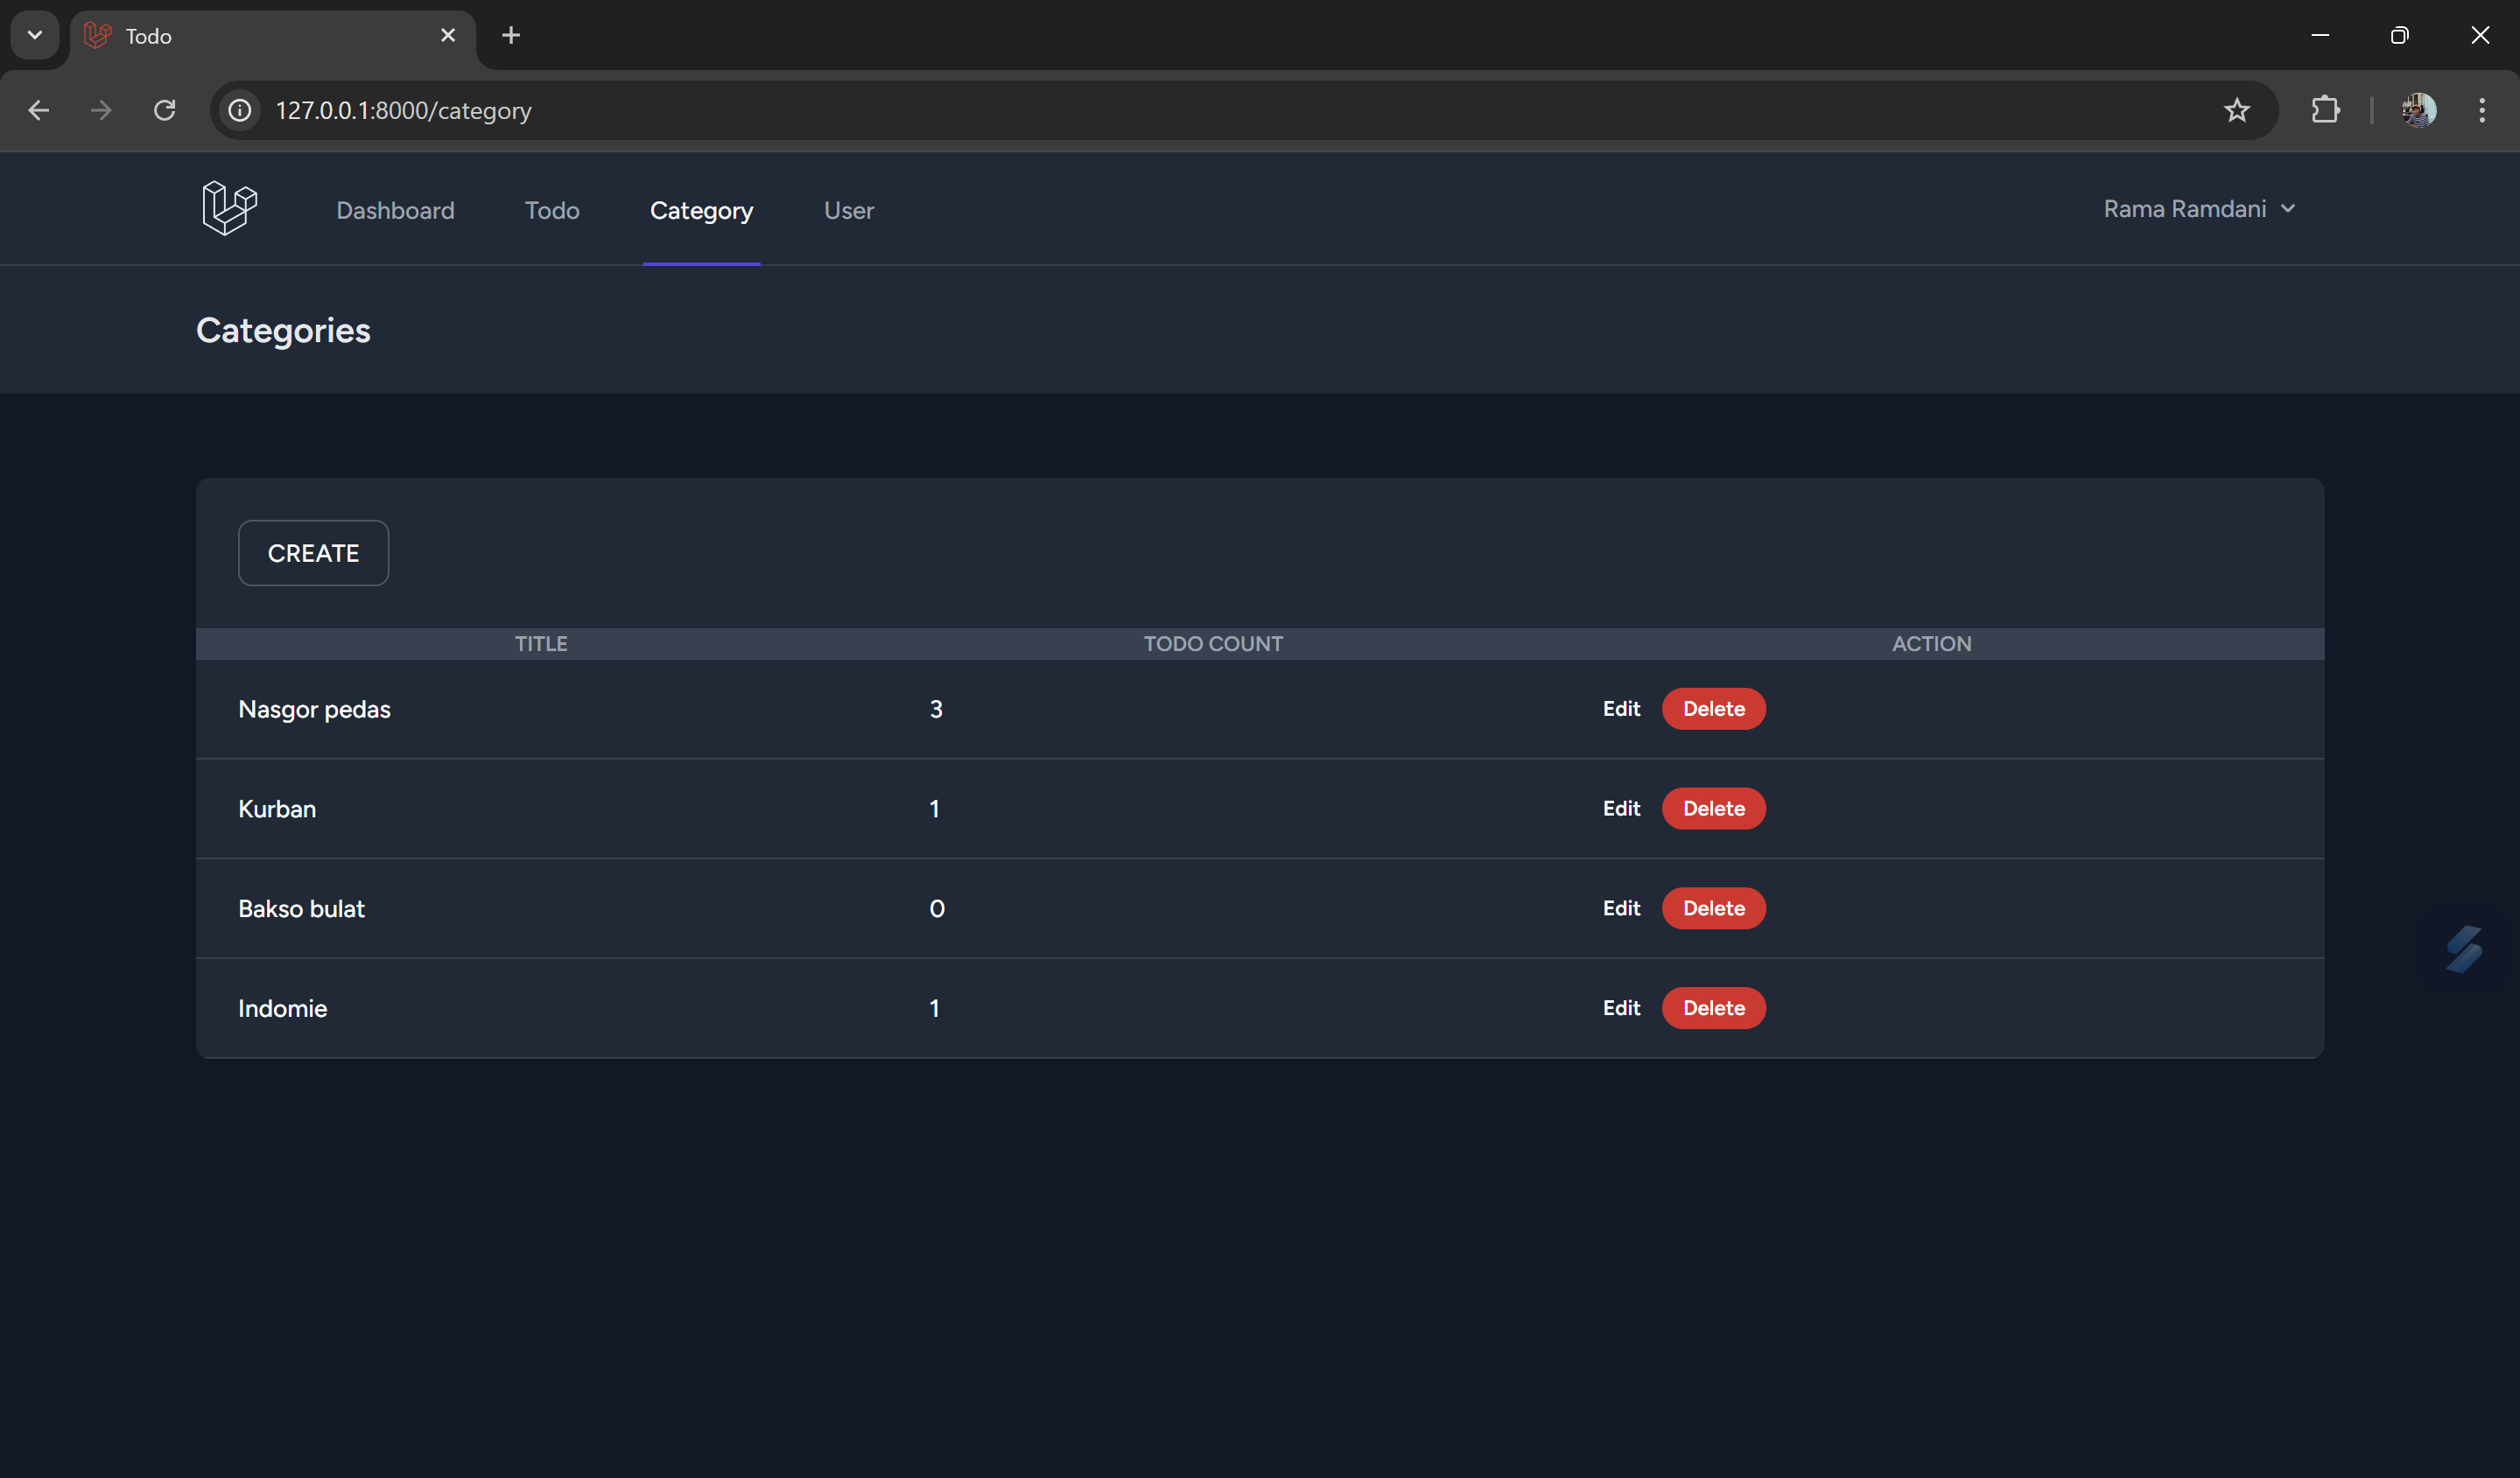 Todo
127.0.0.1:8000/category
Dashboard Todo Category User Rama Ramdani
Categories
CREATE
TITLE TODO COUNT ACTION
Nasgor pedas 3 Edit Delete
Kurban 1 Edit Delete
Bakso bulat 0 Edit Delete
Indomie 1 Edit Delete